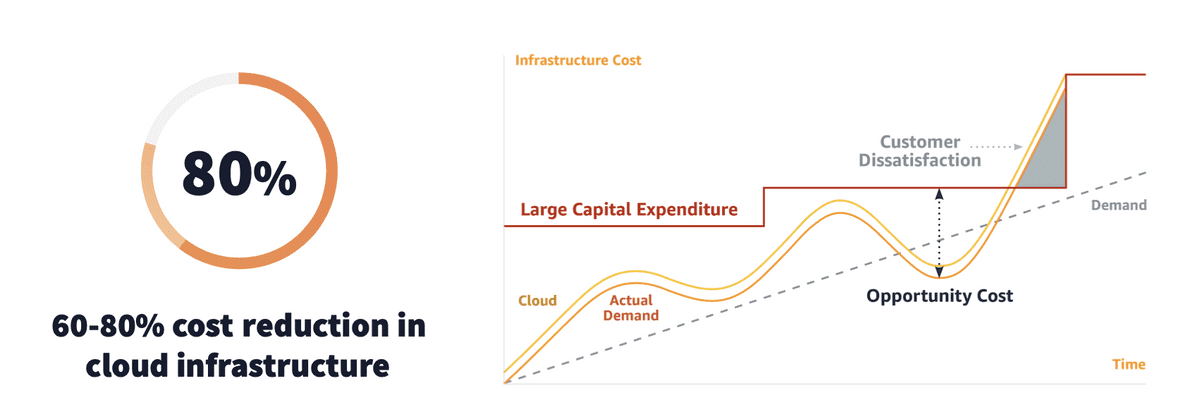 80%
60-80% cost reduction in
cloud infrastructure
Infrastructure Cost
Customer
Dissatisfaction
Large Capital Expenditure
Demand
Cloud
Actual
Demand
Opportunity Cost
Time